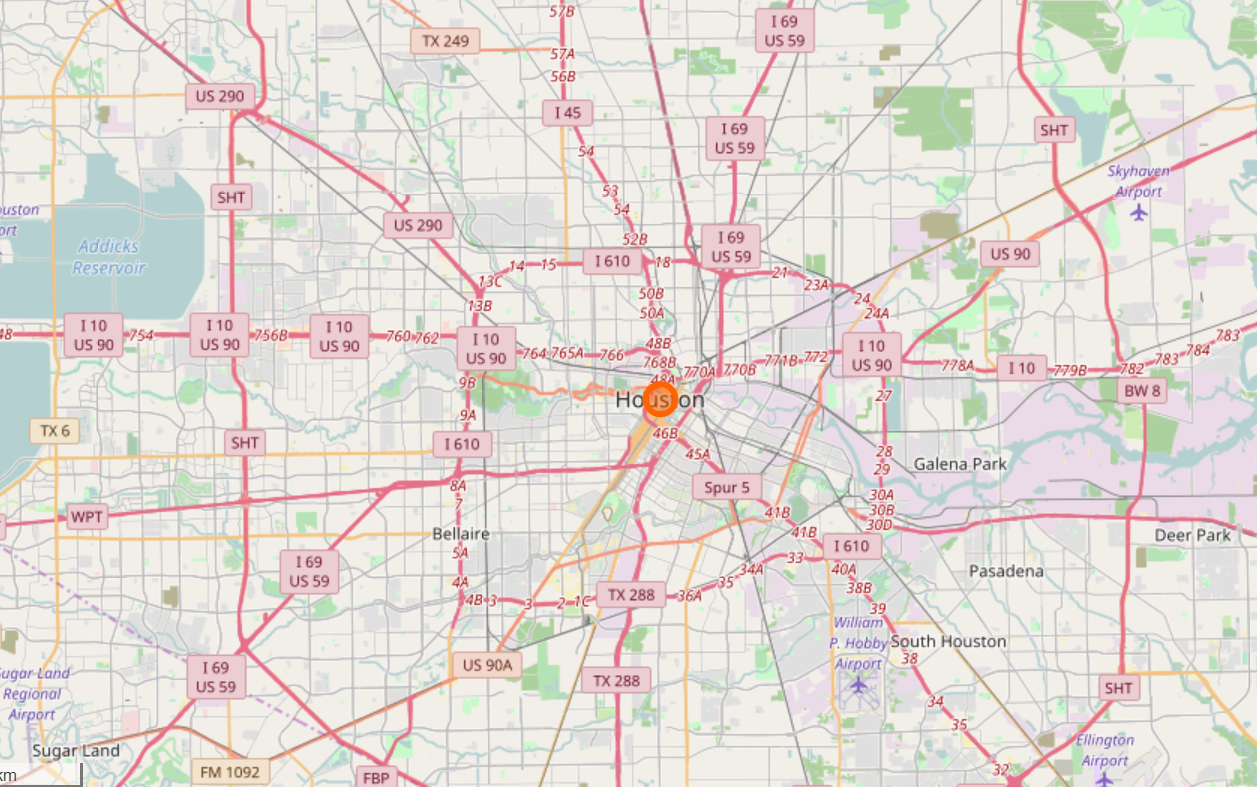 57B
I 69
US 59
TX 249
57A
56B
US 290
I 45
SHT
I 69
US 59
54
Skyhaven
Airport
53
SHT
54
ouston
ort
US 290
52B
I 69
US 59
Addicks
Reservoir
US 90
14
15
I 610
18
21
13C
23A
50B
24
13B
50A
24A
48
I 10
US 90
754
I 10
US 90
756B
I 10
US 90
760
762
I 10
US 90
764
765A
766
48B
768B
770A
770B
771B
772
I 10
US 90
778A
I 10
779B
782
783
784
783
48A
9B
BW 8
27
Houston
9A
TX 6
46B
SHT
I 610
45A
28
Galena Park
29
8A
Spur 5
30A
7
30B
WPT
41B
30D
Bellaire
41B
Deer Park
5A
I 610
33
I 69
US 59
34A
40A
Pasadena
4A
35
38B
4B
3
3
2
1C
TX 288
36A
39
William
P. Hobby
Airport
South Houston
38
US 90A
Sugar Land
Regional
Airport
I 69
US 59
TX 288
SHT
34
35
Ellington
Airport
Sugar Land
32
FM 1092
FBP
km